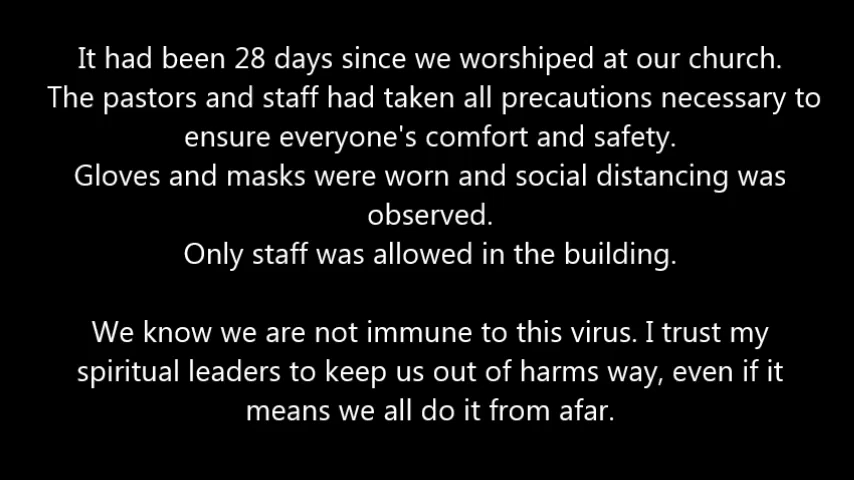 It had been 28 days since we worshiped at our church.
The pastors and staff had taken all precautions necessary to
ensure everyone's comfort and safety.
Gloves and masks were worn and social distancing was
observed.
Only staff was allowed in the building.
We know we are not immune to this virus. I trust my
spiritual leaders to keep us out of harms way, even if it
means we all do it from afar.